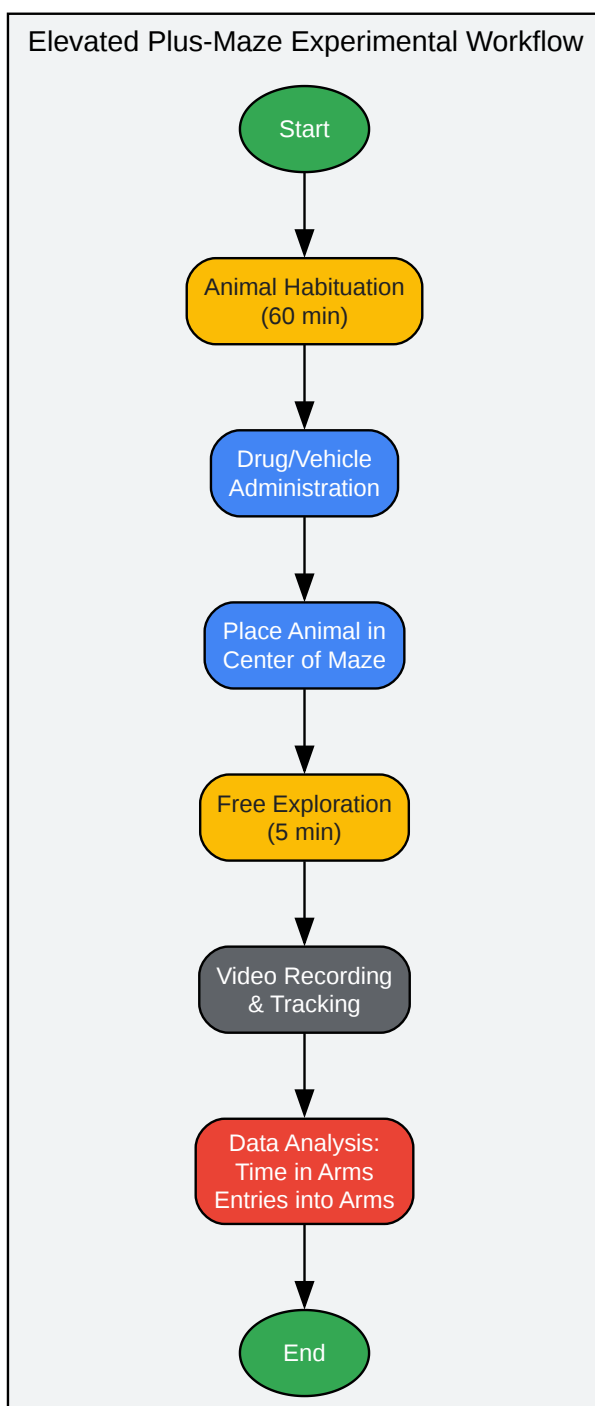 Elevated Plus-Maze Experimental Workflow
Start
Animal Habituation
(60 min)
Drug/Vehicle
Administration
Place Animal in
Center of Maze
Free Exploration
(5 min)
Video Recording
& Tracking
Data Analysis:
Time in Arms
Entries into Arms
End